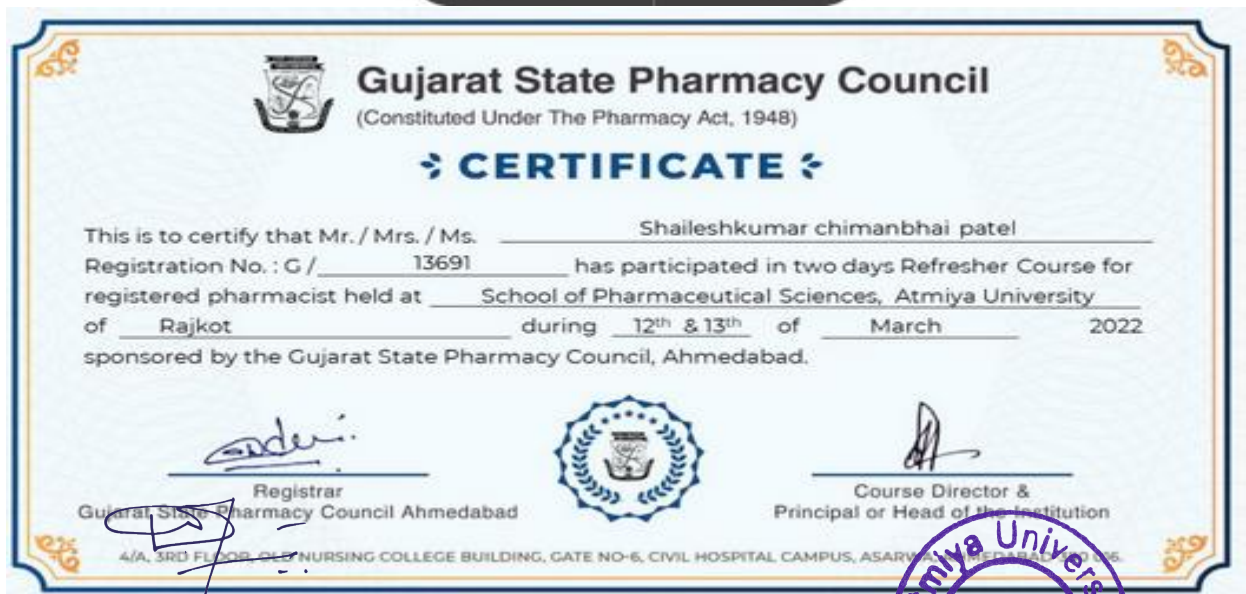 Gujarat State Pharmacy Council
(Constituted Under The Pharmacy Act, 1948)
CERTIFICATE
This is to certify that Mr. / Mrs. / Ms. Shaileshkumar chimanbhai patel
Registration No. : G / 13691 has participated in two days Refresher Course for
registered pharmacist held at School of Pharmaceutical Sciences, Atmiya University
of Rajkot during 12th & 13th of March 2022
sponsored by the Gujarat State Pharmacy Council, Ahmedabad.
Registrar
Gujarat State Pharmacy Council Ahmedabad
Course Director &
Principal or Head of the Institution
4/A, 3RD FLOOR, OLD NURSING COLLEGE BUILDING, GATE NO-6, CIVIL HOSPITAL CAMPUS, ASARWA, AHMEDABAD
miya Univers